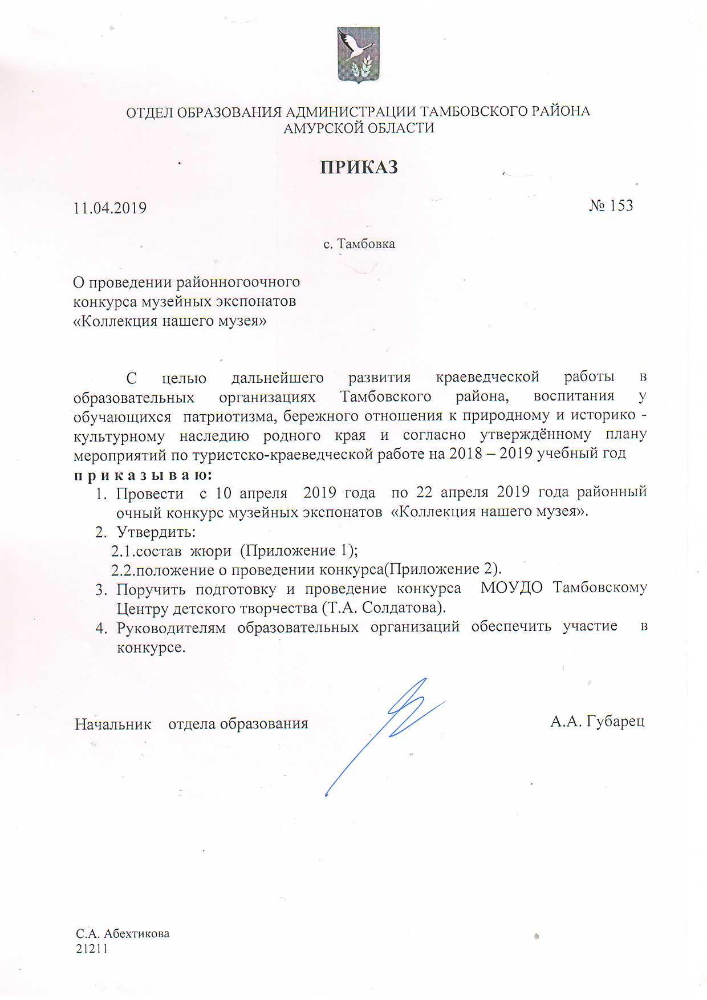 ОТДЕЛ ОБРАЗОВАНИЯ АДМИНИСТРАЦИИ ТАМБОВСКОГО РАЙОНА
АМУРСКОЙ ОБЛАСТИ
ПРИКАЗ
11.04.2019 № 153
с. Тамбовка
О проведении районногоочного
конкурса музейных экспонатов
«Коллекция нашего музея»
С целью дальнейшего развития краеведческой работы в
образовательных организациях Тамбовского района, воспитания у
обучающихся патриотизма, бережного отношения к природному и историко -
культурному наследию родного края и согласно утверждённому плану
мероприятий по туристско-краеведческой работе на 2018 – 2019 учебный год
п р и к а з ы в а ю:
1. Провести с 10 апреля 2019 года по 22 апреля 2019 года районный
очный конкурс музейных экспонатов «Коллекция нашего музея».
2. Утвердить:
2.1.состав жюри (Приложение 1);
2.2.положение о проведении конкурса(Приложение 2).
3. Поручить подготовку и проведение конкурса МОУДО Тамбовскому
Центру детского творчества (Т.А. Солдатова).
4. Руководителям образовательных организаций обеспечить участие в
конкурсе.
Начальник отдела образования А.А. Губарец
С.А. Абехтикова
21211